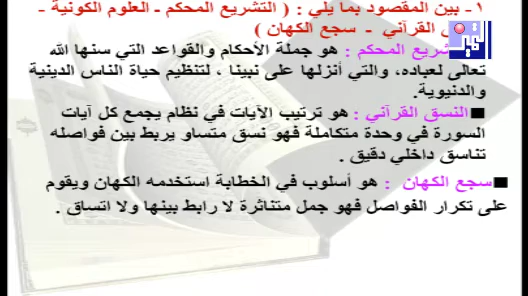 ١- بين المقصود بما يلي : ( التشريع المحكم ـ العلوم الكونية ـ
القرآني ـ سجع الكهان )
شريع المحكم : هو جملة الأحكام والقواعد التي سنها الله
تعالى لعباده، والتي أنزلها على نبينا ، لتنظيم حياة الناس الدينية
والدنيوية.
■النسق القرآني : هو ترتيب الآيات في نظام يجمع كل آيات
السورة في وحدة متكاملة فهو نسق متساو يربط بين فواصله
تناسق داخلي دقيق .
■سجع الكهان : هو أسلوب في الخطابة استخدمه الكهان ويقوم
على تكرار الفواصل فهو جمل متناثرة لا رابط بينها ولا اتساق .